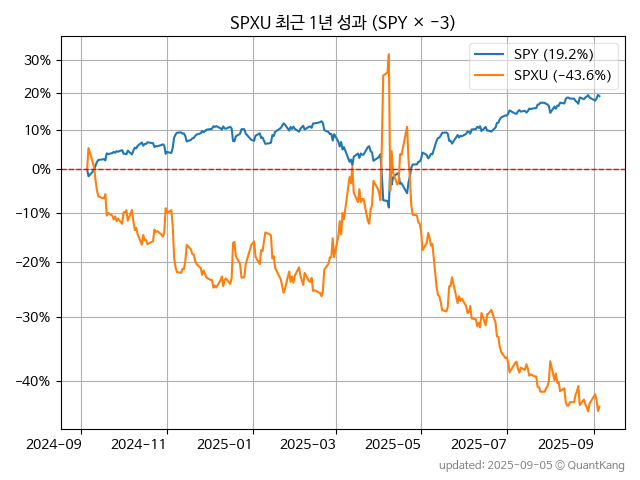 SPXU 최근 1년 성과 (SPY × −3)
SPY (19.2%)
SPXU (−43.6%)
30%
20%
10%
0%
−10%
−20%
−30%
−40%
2024−09 2024−11 2025−01 2025−03 2025−05 2025−07 2025−09
updated: 2025−09−05 © QuantKang